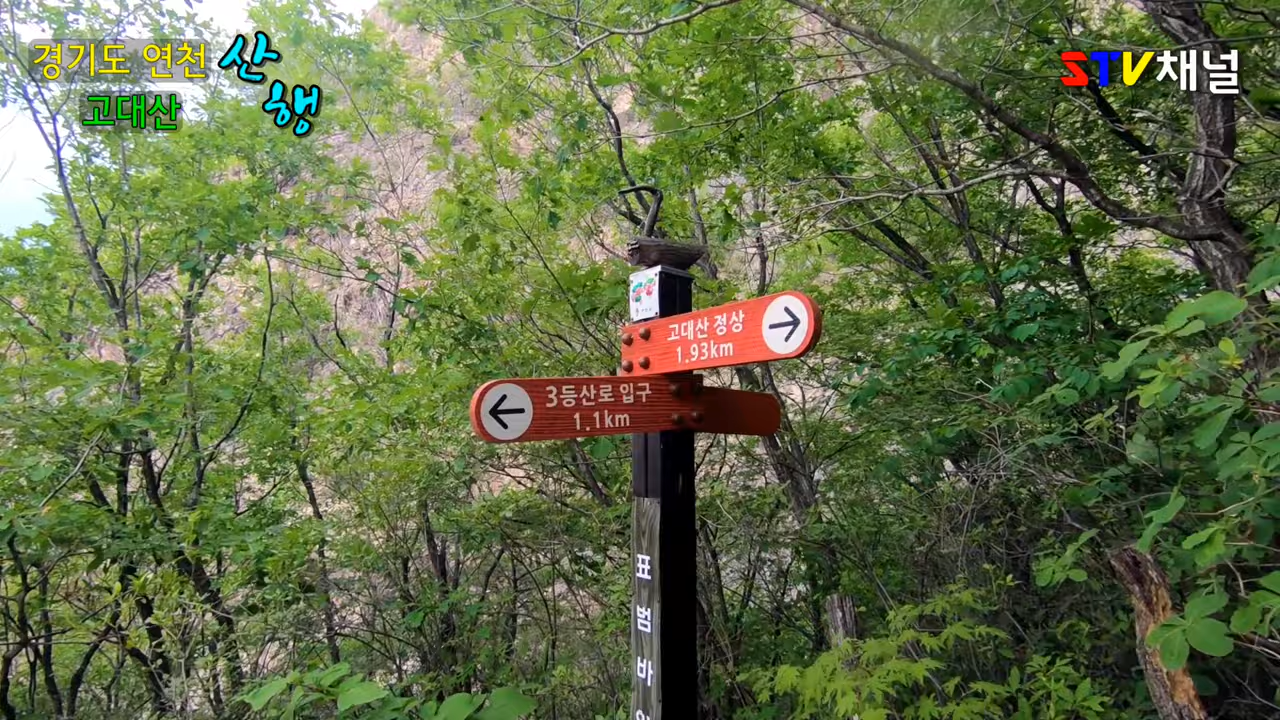 경기도 연천 산행
고대산
STV채널
고대산 정상
1.93km
3등산로 입구
1.1km
표범바